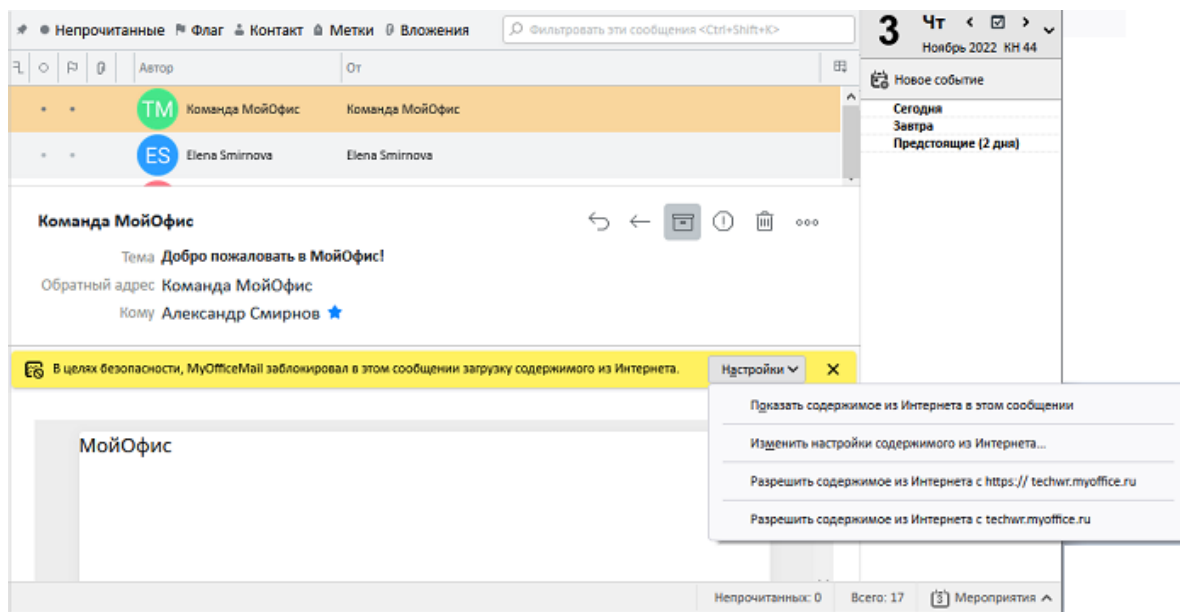 Непрочитанные Флаг Контакт Метки Вложения
Фильтровать эти сообщения <Ctrl+Shift+K>
3 Чт
Ноябрь 2022 КН 44
Автор От
Новое событие
TM Команда МойОфис Команда МойОфис
Сегодня
Завтра
ES Elena Smirnova Elena Smirnova
Предстоящие (2 дня)
Команда МойОфис
Тема Добро пожаловать в МойОфис!
Обратный адрес Команда МойОфис
Кому Александр Смирнов
В целях безопасности, MyOfficeMail заблокировал в этом сообщении загрузку содержимого из Интернета.
Настройки
Показать содержимое из Интернета в этом сообщении
Изменить настройки содержимого из Интернета...
Разрешить содержимое из Интернета с https:// techwr.myoffice.ru
Разрешить содержимое из Интернета с techwr.myoffice.ru
МойОфис
Непрочитанных: 0 Всего: 17 3 Мероприятия